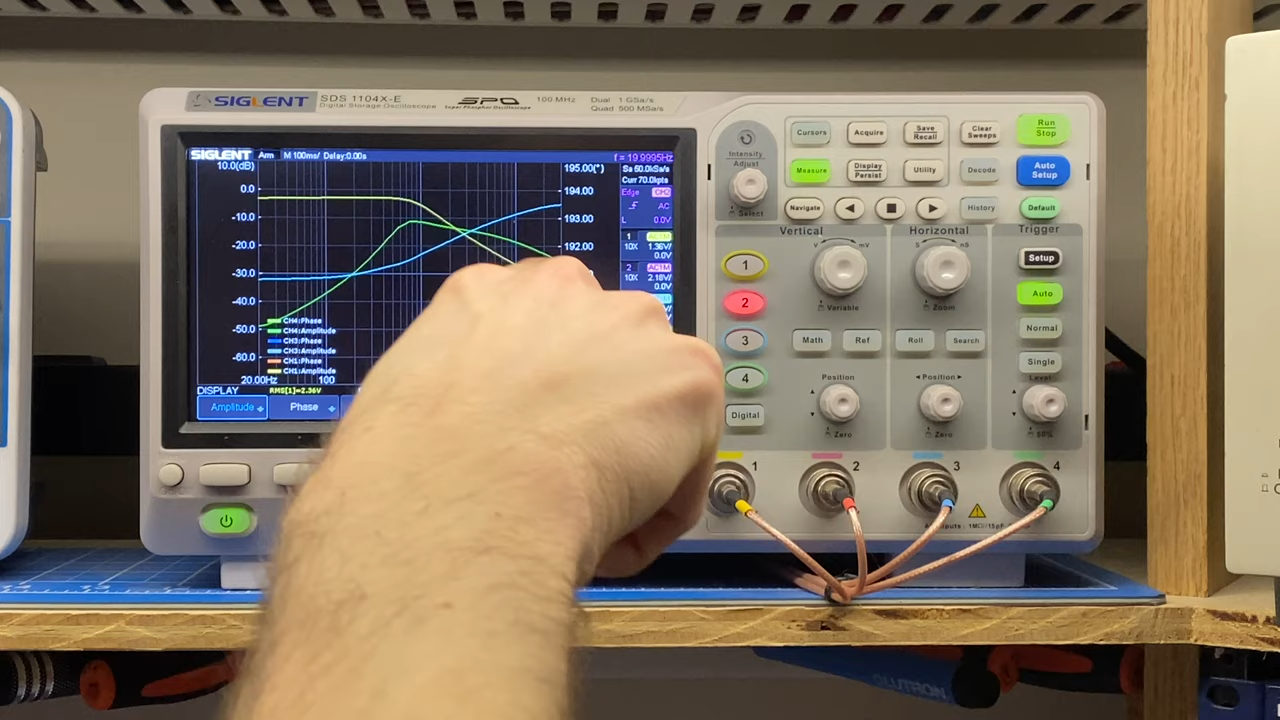 SIGLENT SDS 1104X-E
Digital Storage Oscilloscope
SPO
Super Phosphor Oscilloscope
100 MHz
Dual 1 GSa/s
Quad 500 MSa/s
SIGLENT Arm M 100ms/ Delay:0.00s
f = 19.9995Hz
10.0(dB)
0.0
-10.0
-20.0
-30.0
-40.0
-50.0
-60.0
20.00Hz 100
195.00(°)
194.00
193.00
192.00
Sa 50.0kSa/s
Curr 70.0kpts
Edge CH2
AC
L 0.0V
1 AC1M
10X 1.36V/
0.0V
2 AC1M
10X 2.18V/
0.0V
CH4:Phase
CH4:Amplitude
CH3:Phase
CH3:Amplitude
CH1:Phase
CH1:Amplitude
DISPLAY RMS[1]=2.36V
Amplitude Phase
Intensity
Adjust
Select
Cursors Acquire Save Recall Clear Sweeps Run Stop
Measure Display Persist Utility Decode Auto Setup
Navigate History Default
Vertical Horizontal Trigger
V mV
S nS
Setup
Variable Zoom
Auto
1
2
3
4
Math Ref Roll Search
Normal
Single
Position
Position
Level
Digital
Zero Zero 50%
1 2 3 4